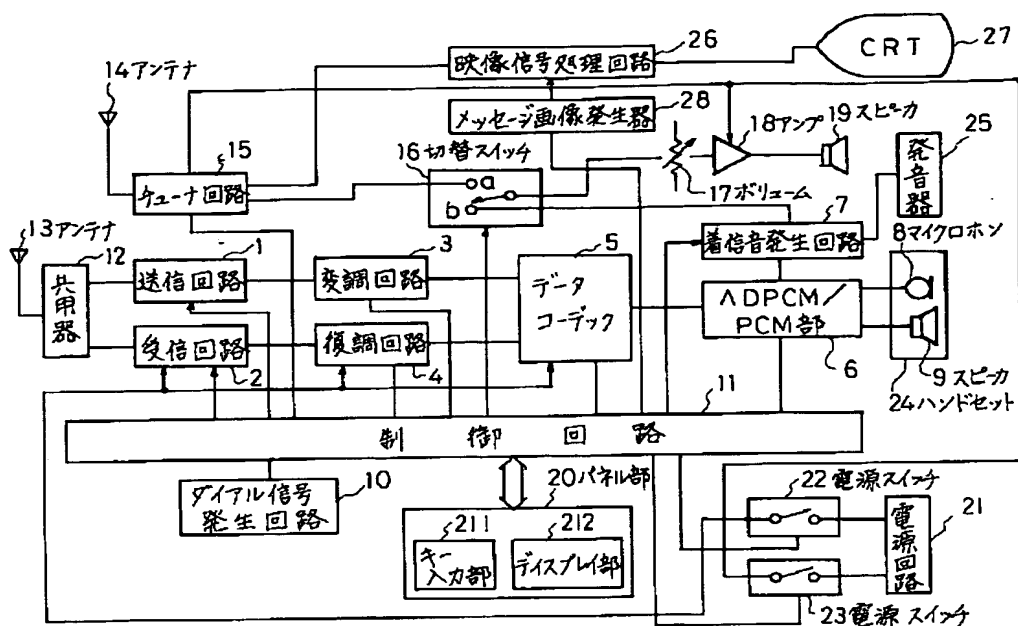 26
映像信号処理回路
CRT
27
14アンテナ
28
メッセージ画像発生器
18アンプ
19スピーカ
25
発音器
15
チューナ回路
16切替スイッチ
a
b
17ボリューム
7
着信音発生回路
8マイクロホン
13アンテナ
12
共用器
1
送信回路
3
変調回路
5
データ
コーデック
ADPCM/
PCM部
6
受信回路
2
復調回路
4
9スピーカ
24ハンドセット
11
制御回路
ダイアル信号
発生回路
10
20パネル部
211
キー
入力部
212
ディスプレイ部
22電源スイッチ
21
電源回路
23電源スイッチ